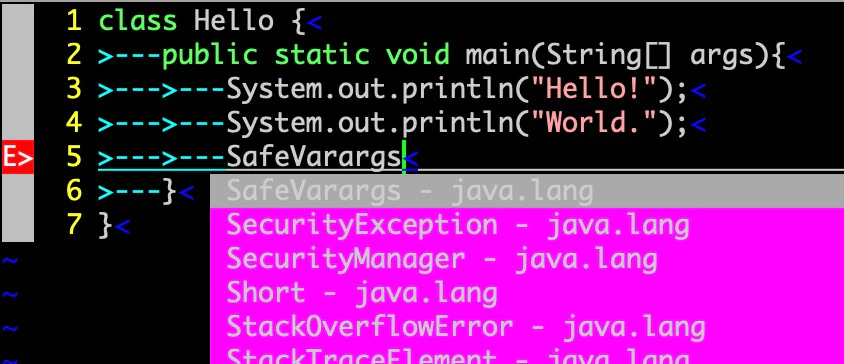 1 class Hello {<
2 >---public static void main(String[] args){<
3 >--->---System.out.println("Hello!");<
4 >--->---System.out.println("World.");<
E> 5 >--->---SafeVarargs<
6 >---}< SafeVarargs - java.lang
7 }< SecurityException - java.lang
~ SecurityManager - java.lang
~ Short - java.lang
~ StackOverflowError - java.lang
~ StackTraceElement - java.lang